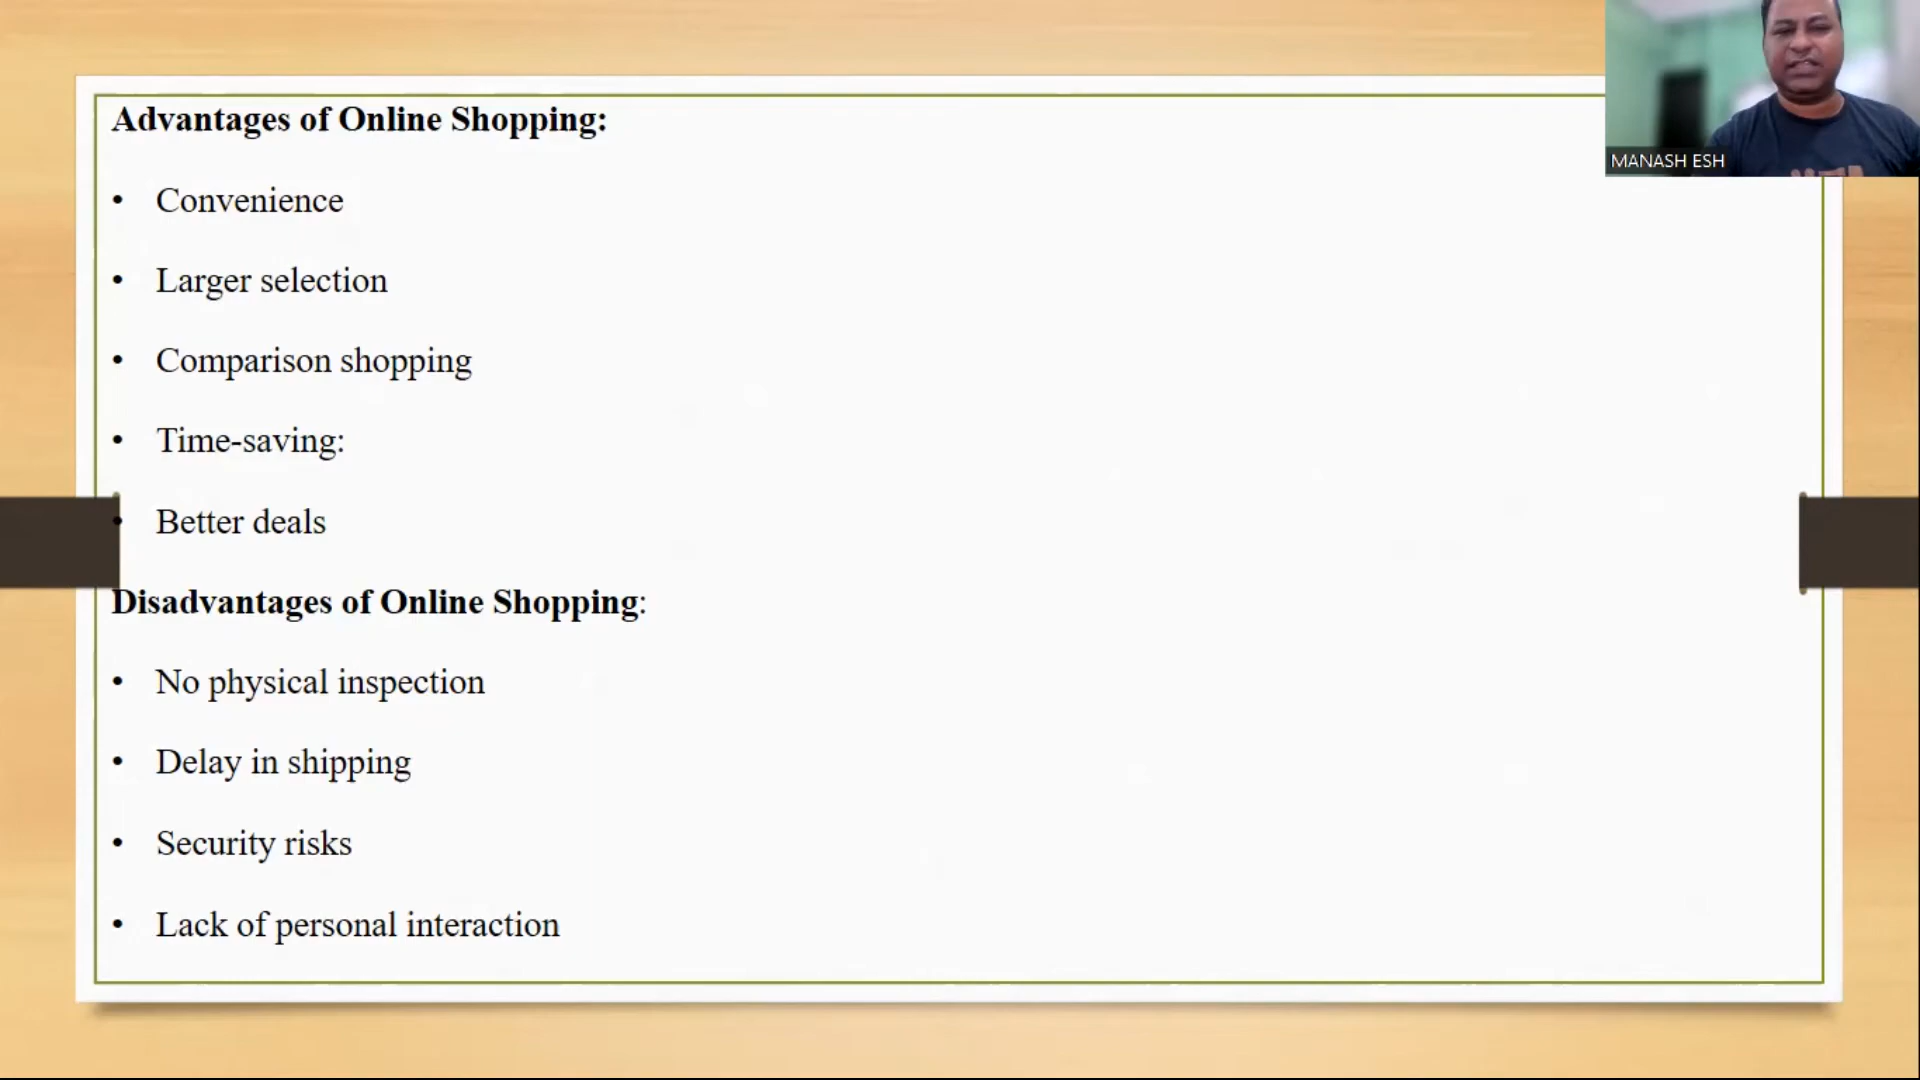 Advantages of Online Shopping:
• Convenience
• Larger selection
• Comparison shopping
• Time-saving:
• Better deals
Disadvantages of Online Shopping:
• No physical inspection
• Delay in shipping
• Security risks
• Lack of personal interaction
MANASH ESH